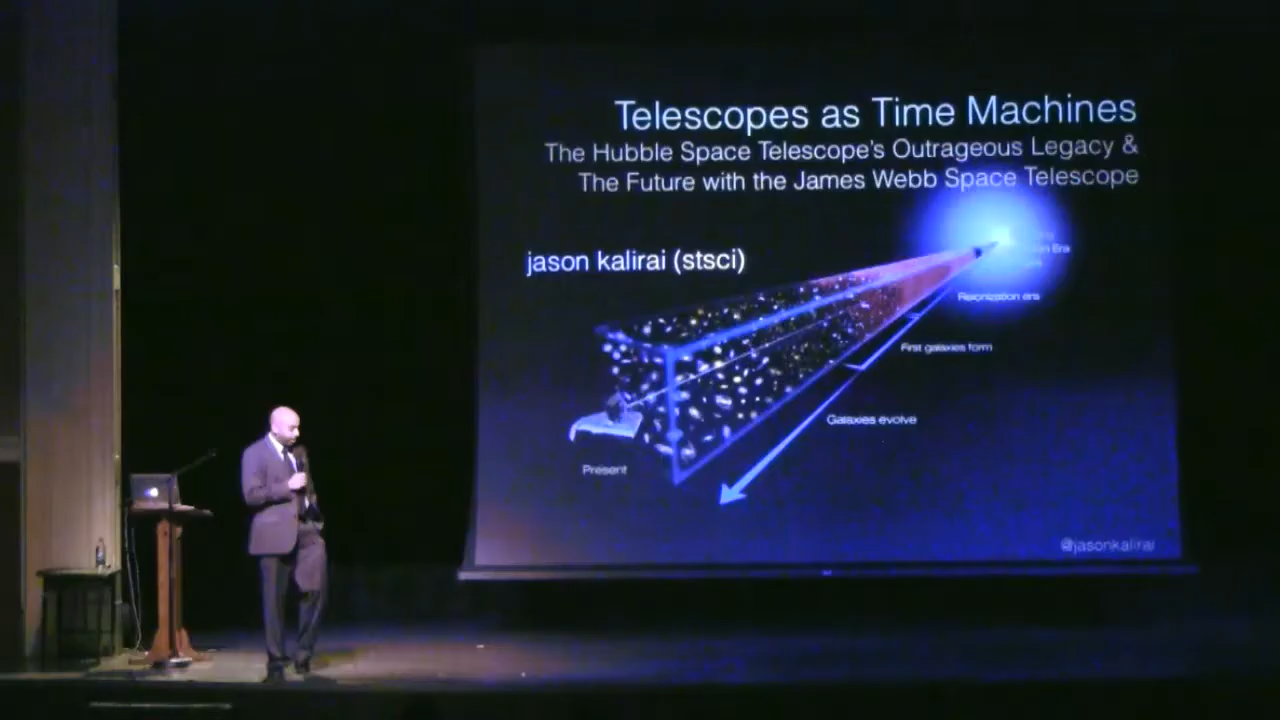 Telescopes as Time Machines
The Hubble Space Telescope's Outrageous Legacy &
The Future with the James Webb Space Telescope
jason kalirai (stsci)
Era
Reionization era
First galaxies form
Galaxies evolve
Present
@jasonkalirai